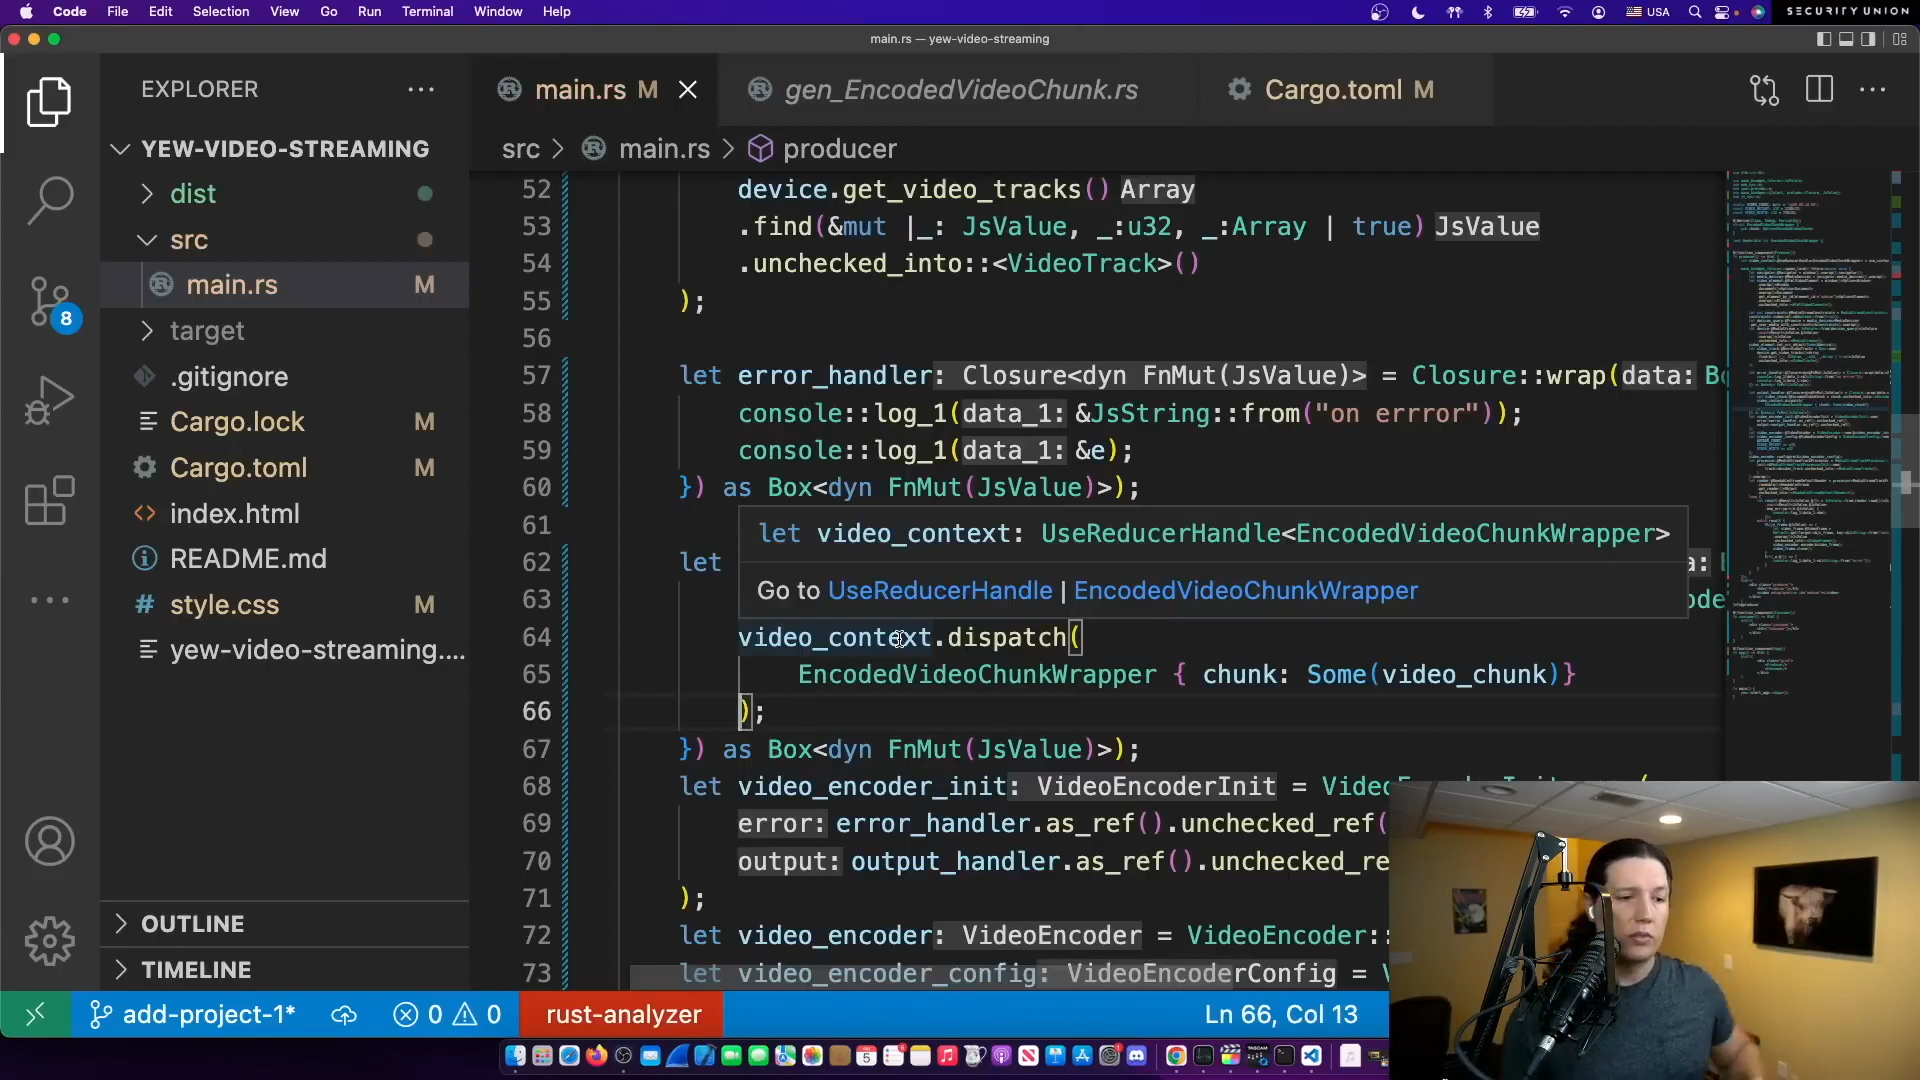 Code File Edit Selection View Go Run Terminal Window Help USA SECURITY UNION
main.rs — yew-video-streaming
EXPLORER
main.rs M
gen_EncodedVideoChunk.rs
Cargo.toml M
YEW-VIDEO-STREAMING
src > main.rs > producer
dist
src
main.rs M
target
.gitignore
Cargo.lock M
Cargo.toml M
index.html
README.md
style.css M
yew-video-streaming....
8
OUTLINE
TIMELINE
52 device.get_video_tracks() Array
53 .find(&mut |_: JsValue, _:u32, _:Array | true) JsValue
54 .unchecked_into::<VideoTrack>()
55 );
56
57 let error_handler: Closure<dyn FnMut(JsValue)> = Closure::wrap(data: Bo
58 console::log_1(data_1: &JsString::from("on errror"));
59 console::log_1(data_1: &e);
60 }) as Box<dyn FnMut(JsValue)>);
61
let video_context: UseReducerHandle<EncodedVideoChunkWrapper>
62 let
Go to UseReducerHandle | EncodedVideoChunkWrapper
63
64 video_context.dispatch(
65 EncodedVideoChunkWrapper { chunk: Some(video_chunk)}
66 );
67 }) as Box<dyn FnMut(JsValue)>);
68 let video_encoder_init: VideoEncoderInit =
69 error: error_handler.as_ref().unchecked_ref(
70 output: output_handler.as_ref().unchecked_re
71 );
72 let video_encoder: VideoEncoder = VideoEncoder::
73 let video_encoder_config: VideoEncoderConfig =
add-project-1* 0 0 rust-analyzer Ln 66, Col 13